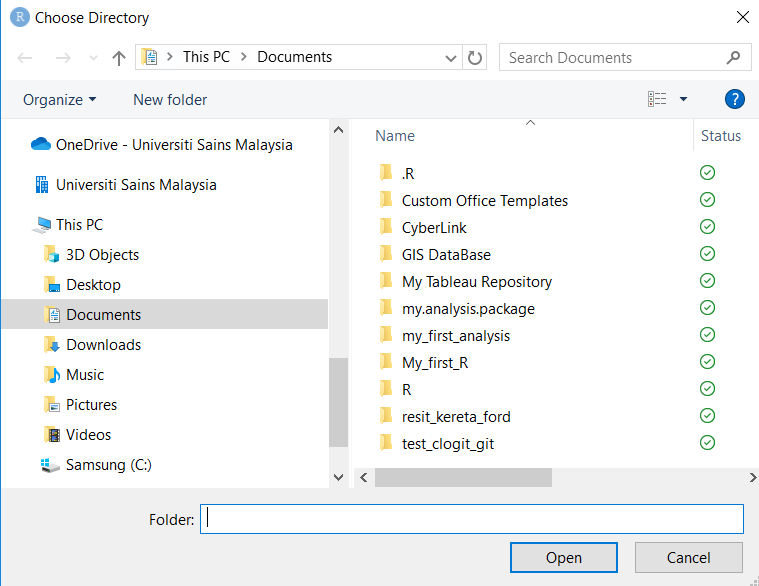 R Choose Directory
This PC > Documents
Search Documents
Organize
New folder
?
OneDrive - Universiti Sains Malaysia
Universiti Sains Malaysia
This PC
3D Objects
Desktop
Documents
Downloads
Music
Pictures
Videos
Samsung (C:)
Name
Status
.R
Custom Office Templates
CyberLink
GIS DataBase
My Tableau Repository
my.analysis.package
my_first_analysis
My_first_R
R
resit_kereta_ford
test_clogit_git
Folder:
Open
Cancel